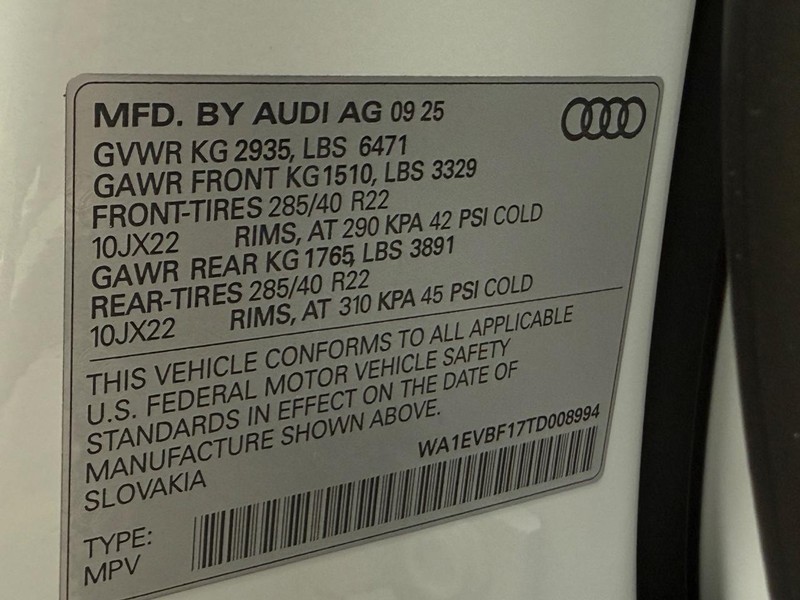 MFD. BY AUDI AG 09 25
GVWR KG 2935, LBS 6471
GAWR FRONT KG1510, LBS 3329
FRONT-TIRES 285/40 R22
10JX22 RIMS, AT 290 KPA 42 PSI COLD
GAWR REAR KG 1765, LBS 3891
REAR-TIRES 285/40 R22
10JX22 RIMS, AT 310 KPA 45 PSI COLD
THIS VEHICLE CONFORMS TO ALL APPLICABLE
U.S. FEDERAL MOTOR VEHICLE SAFETY
STANDARDS IN EFFECT ON THE DATE OF
MANUFACTURE SHOWN ABOVE.
SLOVAKIA
WA1EVBF17TD008994
TYPE:
MPV